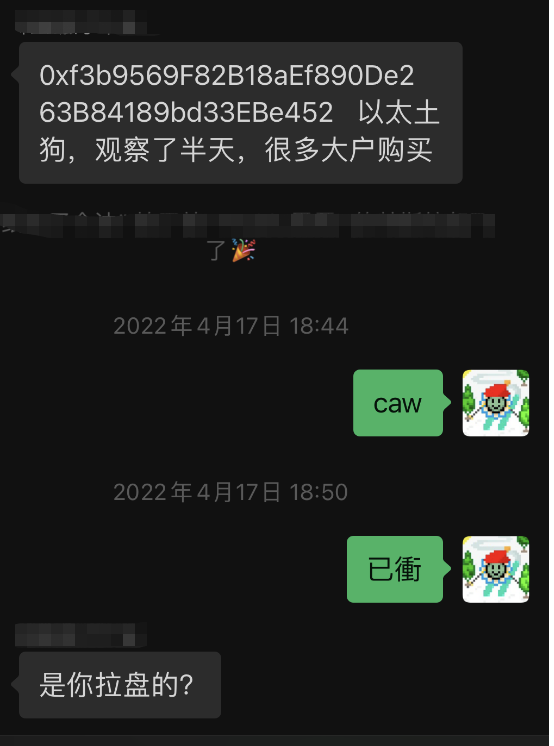 0xf3b9569F82B18aEf890De2
63B84189bd33EBe452 以太土
狗，观察了半天，很多大户购买
了🎉
2022年4月17日 18:44
caw
2022年4月17日 18:50
已衝
是你拉盘的？